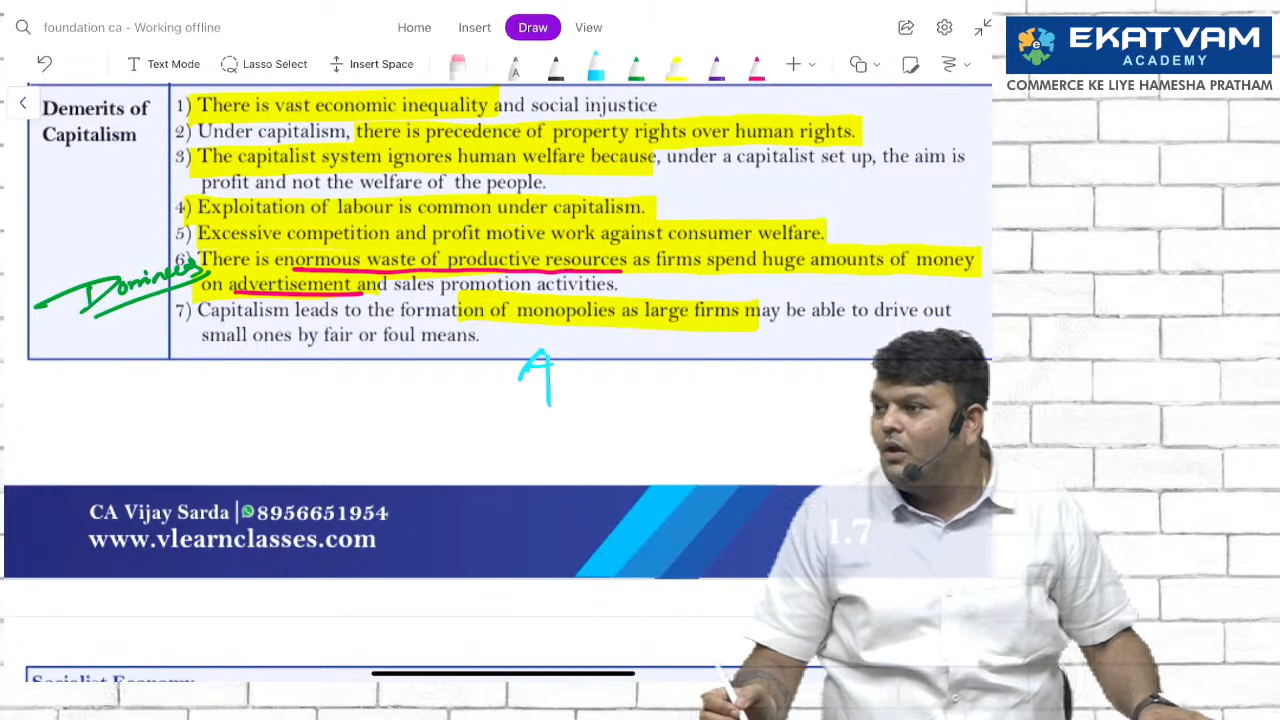 foundation ca - Working offline
Home
Insert
Draw
View
EKATVAM
ACADEMY
COMMERCE KE LIYE HAMESHA PRATHAM
Text Mode
Lasso Select
Insert Space
Demerits of
Capitalism
1) There is vast economic inequality and social injustice
2) Under capitalism, there is precedence of property rights over human rights.
3) The capitalist system ignores human welfare because, under a capitalist set up, the aim is
profit and not the welfare of the people.
4) Exploitation of labour is common under capitalism.
5) Excessive competition and profit motive work against consumer welfare.
6) There is enormous waste of productive resources as firms spend huge amounts of money
on advertisement and sales promotion activities.
7) Capitalism leads to the formation of monopolies as large firms may be able to drive out
small ones by fair or foul means.
CA Vijay Sarda | 8956651954
www.vlearnclasses.com
1.7
Socialist Economy